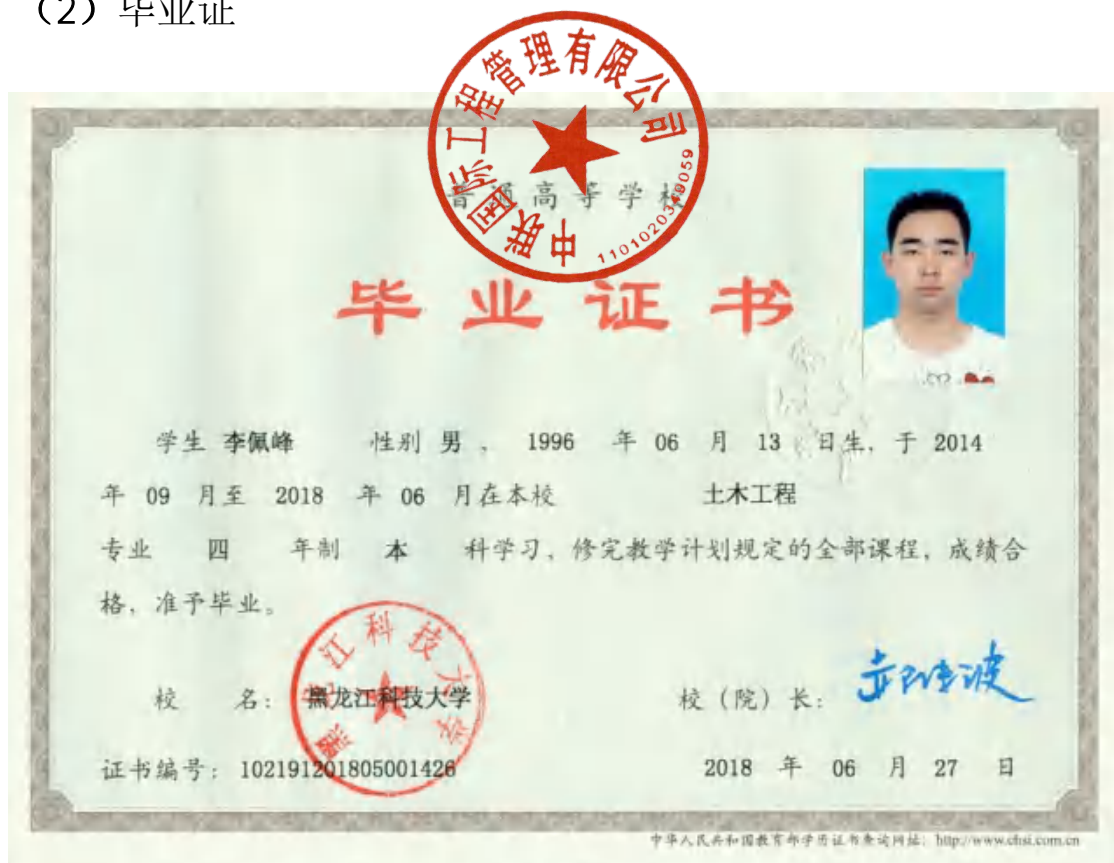 （2）毕业证
中联国际工程管理有限公司
普通高等学校
毕业证书
学生 李佩峰 性别 男 ， 1996 年 06 月 13 日生，于 2014
年 09 月至 2018 年 06 月在本校 土木工程
专业 四 年制 本 科学习，修完教学计划规定的全部课程，成绩合
格，准予毕业。
黑龙江科技大学
校 名： 黑龙江科技大学 校（院）长：
证书编号： 102191201805001426 2018 年 06 月 27 日
中华人民共和国教育部学历证书查询网址：http://www.chsi.com.cn